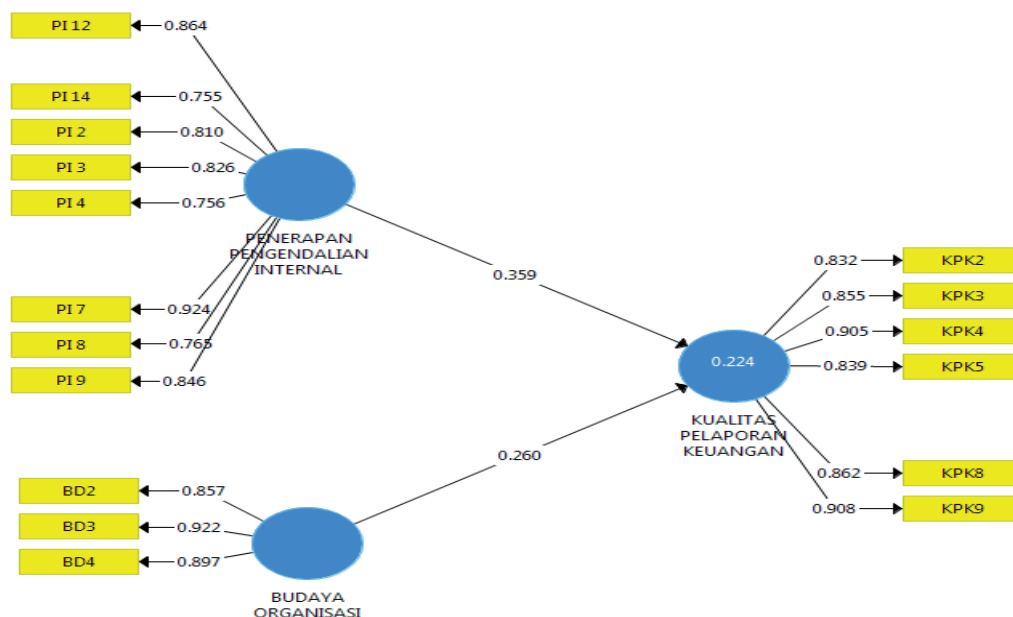 PI 12
0.864
PI 14
0.755
PI 2
0.810
PI 3
0.826
PI 4
0.756
PENERAPAN
PENGENDALIAN
INTERNAL
PI 7
0.924
PI 8
0.765
PI 9
0.846
0.359
0.260
BD2
0.857
BD3
0.922
BD4
0.897
BUDAYA
ORGANISASI
0.224
KUALITAS
PELAPORAN
KEUANGAN
0.832
KPK2
0.855
KPK3
0.905
KPK4
0.839
KPK5
0.862
KPK8
0.908
KPK9